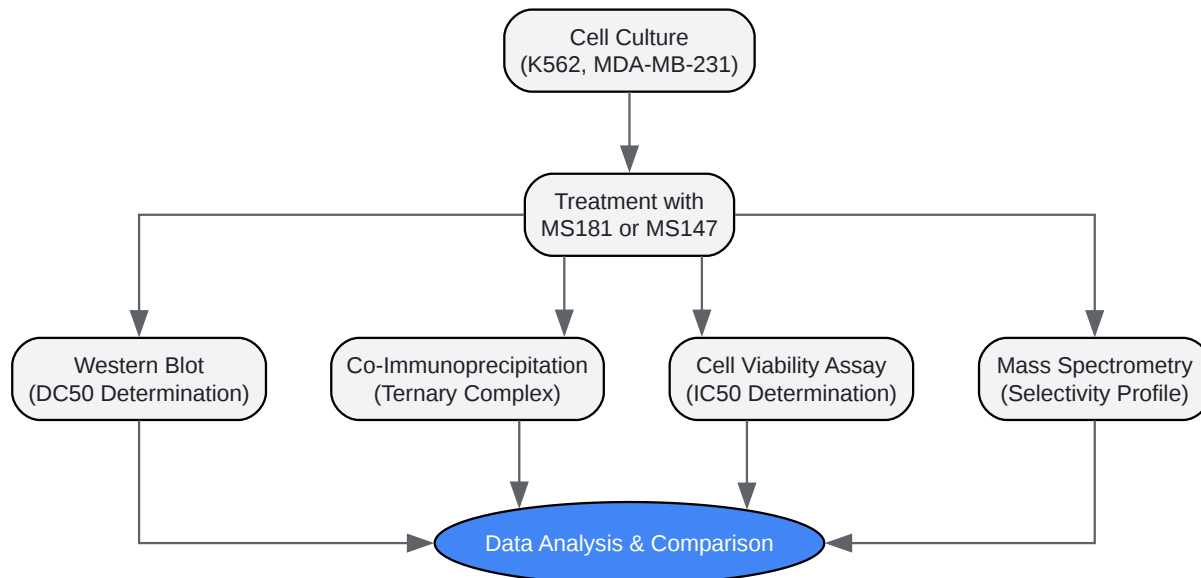 Cell Culture
(K562, MDA-MB-231)
Treatment with
MS181 or MS147
Western Blot
(DC50 Determination)
Co-Immunoprecipitation
(Ternary Complex)
Cell Viability Assay
(IC50 Determination)
Mass Spectrometry
(Selectivity Profile)
Data Analysis & Comparison